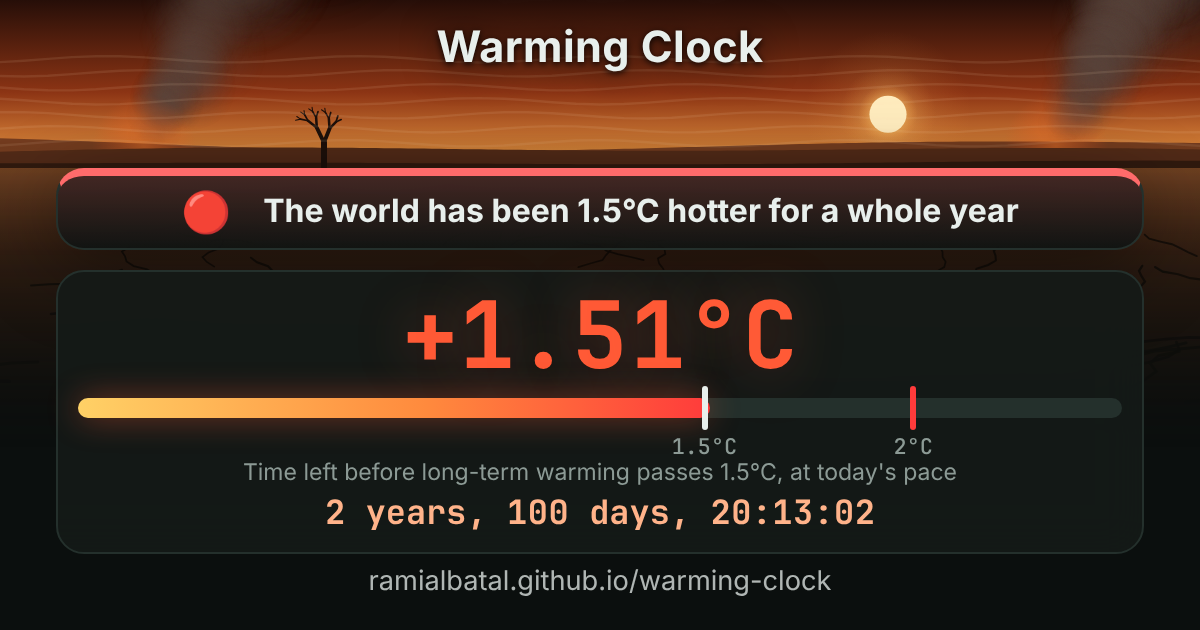 Warming Clock
The world has been 1.5°C hotter for a whole year
+1.51°C
1.5°C 2°C
Time left before long-term warming passes 1.5°C, at today's pace
2 years, 100 days, 20:13:02
ramialbatal.github.io/warming-clock